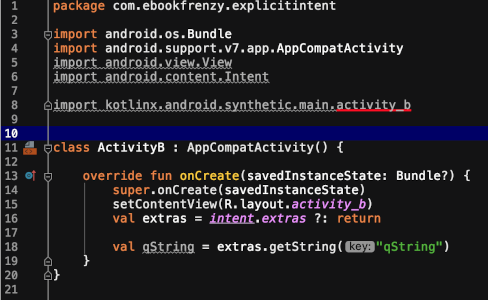 1 package com.ebookfrenzy.explicitintent
2
3 import android.os.Bundle
4 import android.support.v7.app.AppCompatActivity
5 import android.view.View
6 import android.content.Intent
7
8 import kotlinx.android.synthetic.main.activity_b
9
10
11 class ActivityB : AppCompatActivity() {
12
13 override fun onCreate(savedInstanceState: Bundle?) {
14 super.onCreate(savedInstanceState)
15 setContentView(R.layout.activity_b)
16 val extras = intent.extras ?: return
17
18 val qString = extras.getString( key: "qString")
19 }
20 }
21